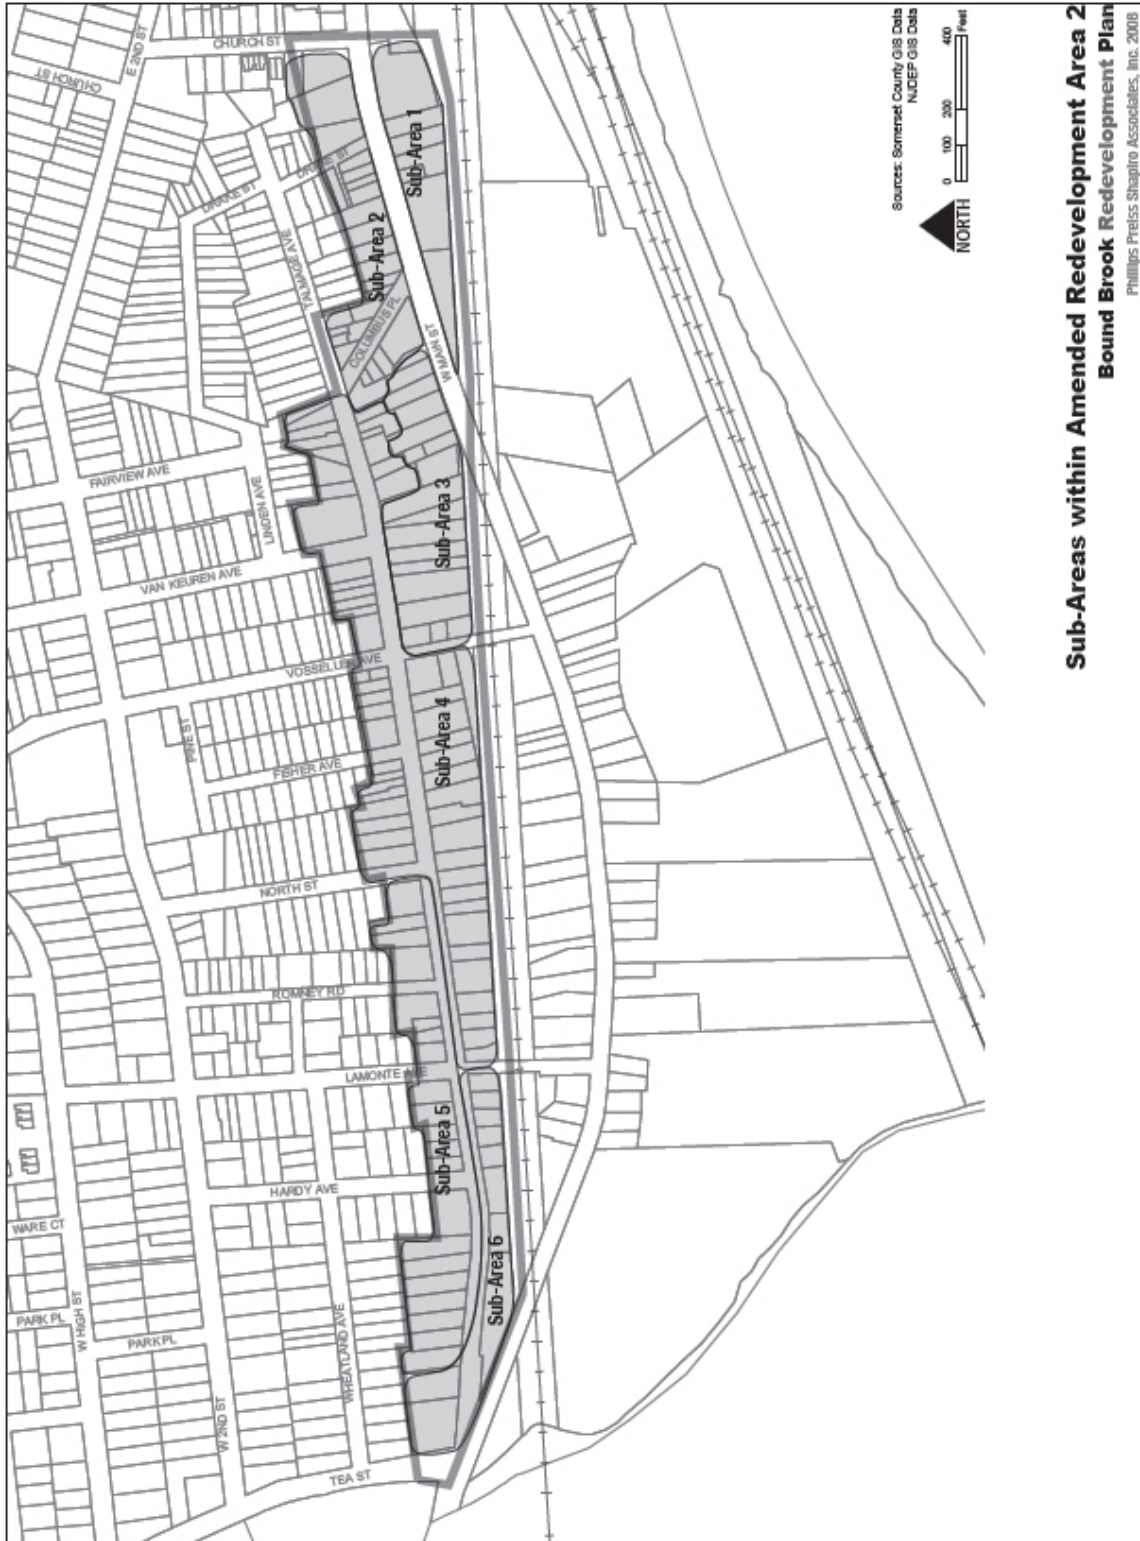 CHURCH ST
E 2ND ST
CHURCH ST
DRAKE ST
DRAKE ST
TALMAGE AVE
Sub-Area 1
Sub-Area 2
COLUMBUS PL
W MAIN ST
FAIRVIEW AVE
LINDEN AVE
VAN KEUREN AVE
Sub-Area 3
VOSSELLER AVE
PINE ST
FISHER AVE
Sub-Area 4
NORTH ST
ROMNEY RD
LAMONTE AVE
Sub-Area 5
HARDY AVE
WARE CT
Sub-Area 6
PARK PL
W HIGH ST
PARK PL
WHEATLAND AVE
W 2ND ST
TEA ST
Sources: Somerset County GIS Data
NJDEP GIS Data
0 100 200 400
Feet
NORTH
Sub-Areas within Amended Redevelopment Area 2
Bound Brook Redevelopment Plan
Phillips Preiss Shapiro Associates, Inc. 2008